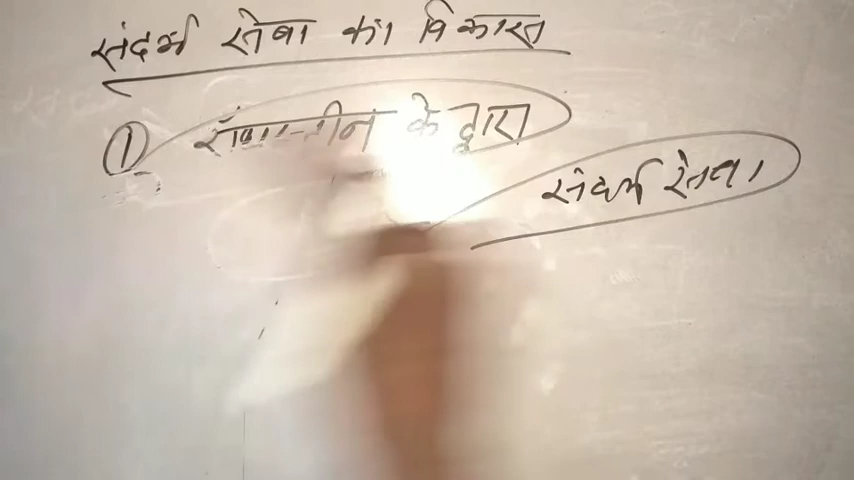 संदर्भ सेवा का विकास
① के द्वारा
संदर्भ सेवा